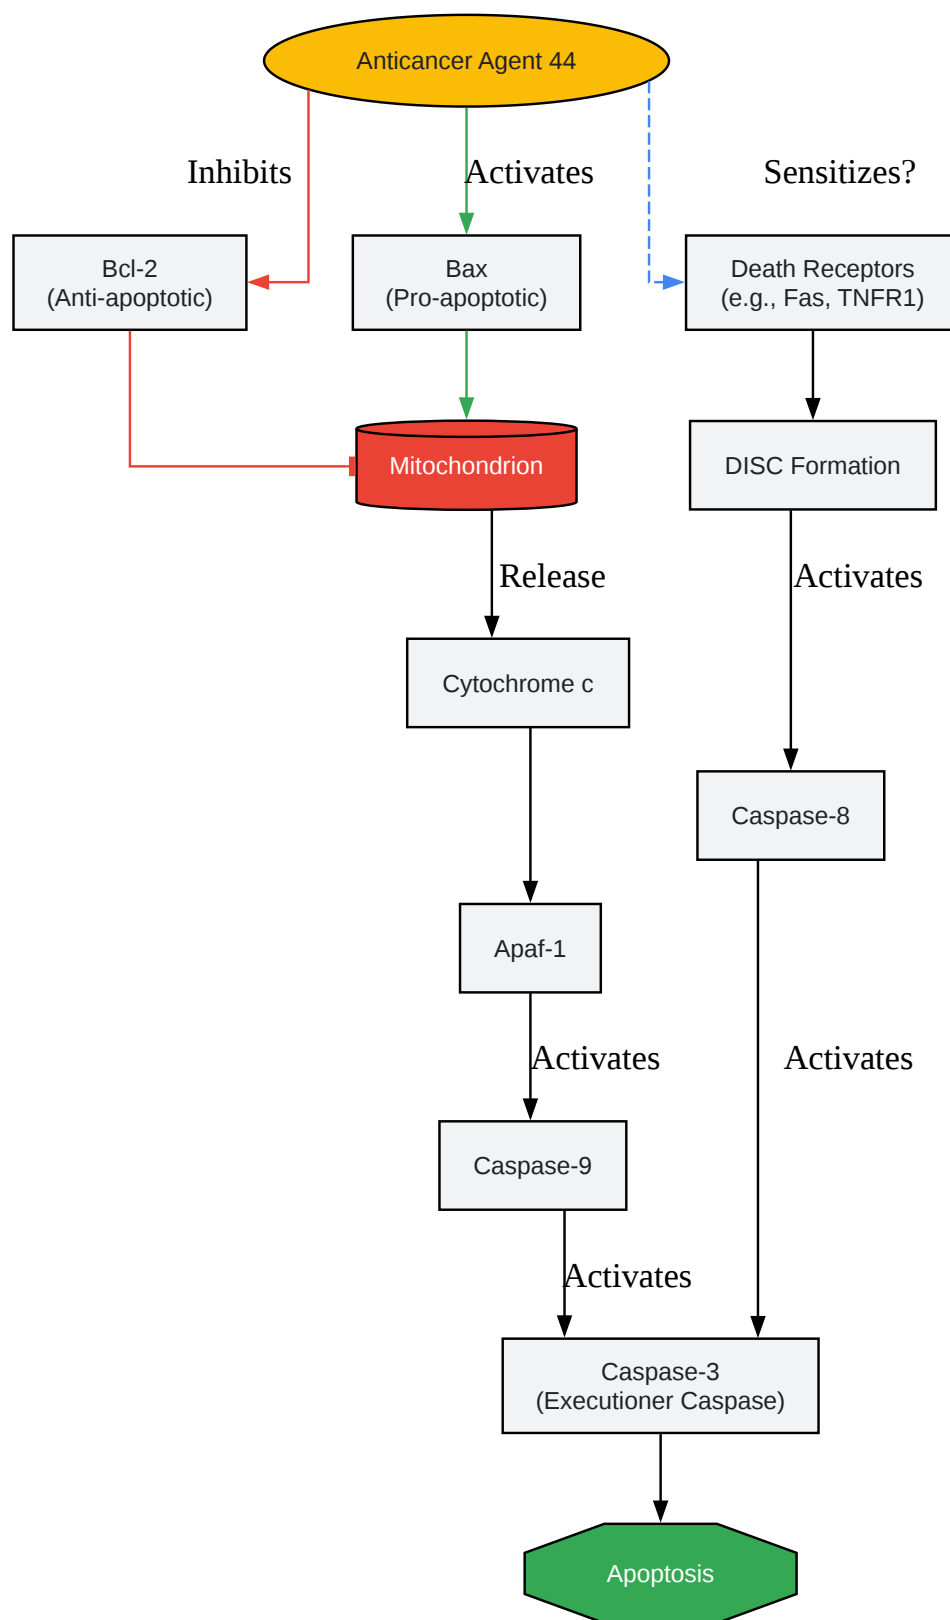 Anticancer Agent 44
Inhibits
Activates
Sensitizes?
Bcl-2
(Anti-apoptotic)
Bax
(Pro-apoptotic)
Death Receptors
(e.g., Fas, TNFR1)
Mitochondrion
DISC Formation
Release
Activates
Cytochrome c
Caspase-8
Apaf-1
Activates
Activates
Caspase-9
Activates
Caspase-3
(Executioner Caspase)
Apoptosis